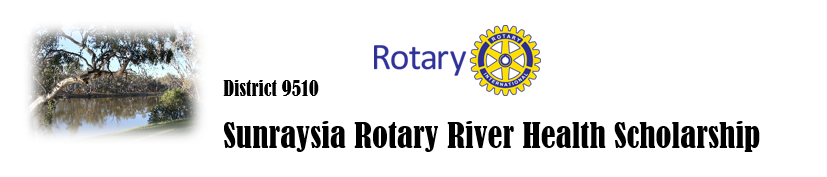 Rotary
ROTARY
INTERNATIONAL
District 9510
Sunraysia Rotary River Health Scholarship